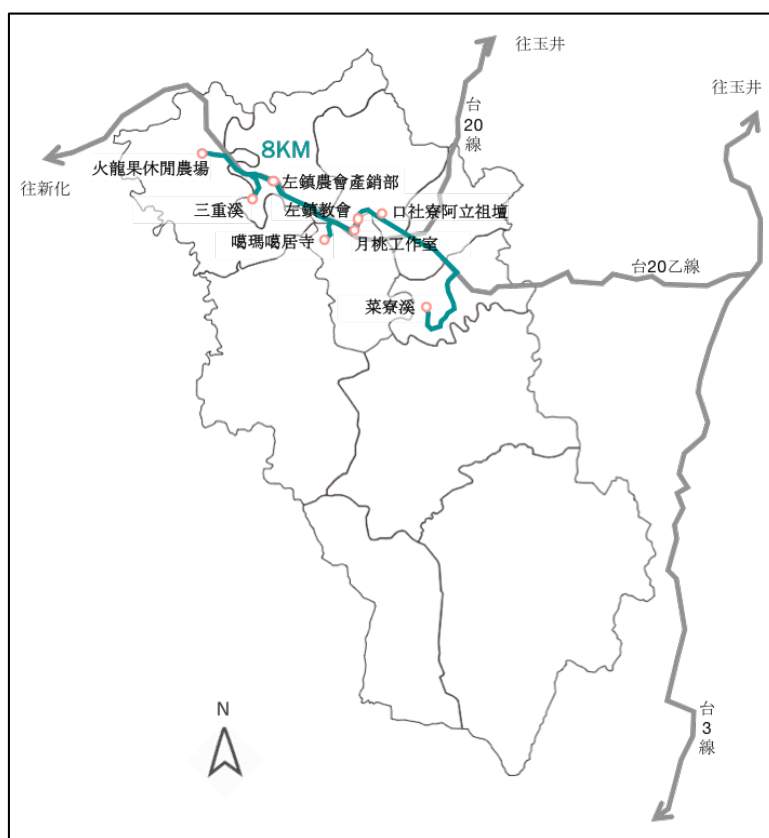 往玉井
往玉井
台
20
線
8KM
火龍果休閒農場
往新化
左鎮農會產銷部
三重溪
左鎮教會
口社寮阿立祖壇
噶瑪噶居寺
月桃工作室
台20乙線
菜寮溪
台
3
線
N